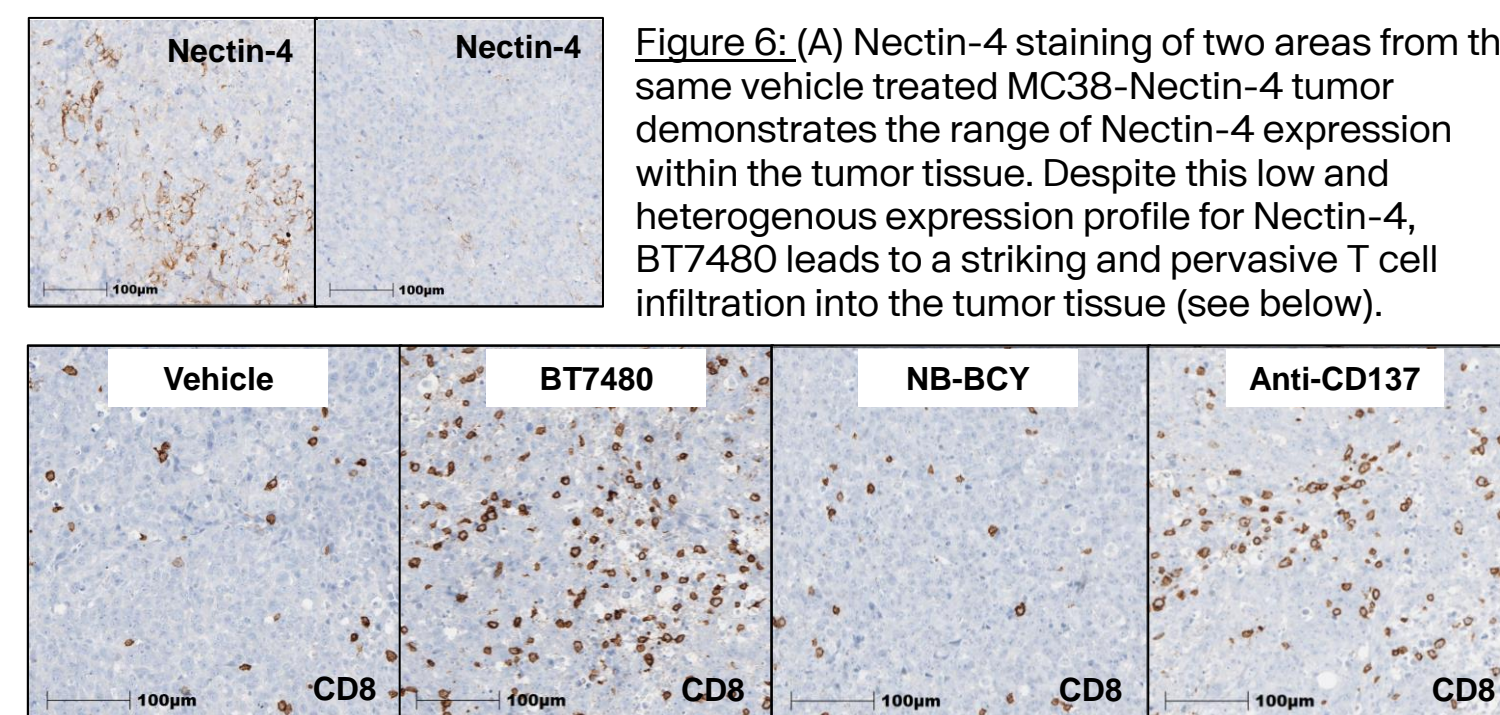 Nectin-4
Nectin-4
100µm
100µm
Figure 6: (A) Nectin-4 staining of two areas from th
same vehicle treated MC38-Nectin-4 tumor
demonstrates the range of Nectin-4 expression
within the tumor tissue. Despite this low and
heterogenous expression profile for Nectin-4,
BT7480 leads to a striking and pervasive T cell
infiltration into the tumor tissue (see below).
Vehicle
BT7480
NB-BCY
Anti-CD137
100µm
CD8
100µm
CD8
100µm
CD8
100µm
CD8